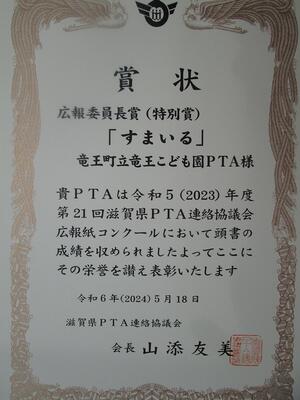 賞状
広報委員長賞(特別賞)
「すまいる」
竜王町立竜王こども園PTA様
貴PTAは令和5(2023)年度
第21回滋賀県PTA連絡協議会
広報紙コンクールにおいて頭書の
成績を収められましたよってここに
その栄誉を讃え表彰いたします
令和6年(2024)5月18日
滋賀県PTA連絡協議会
会長 山添友美